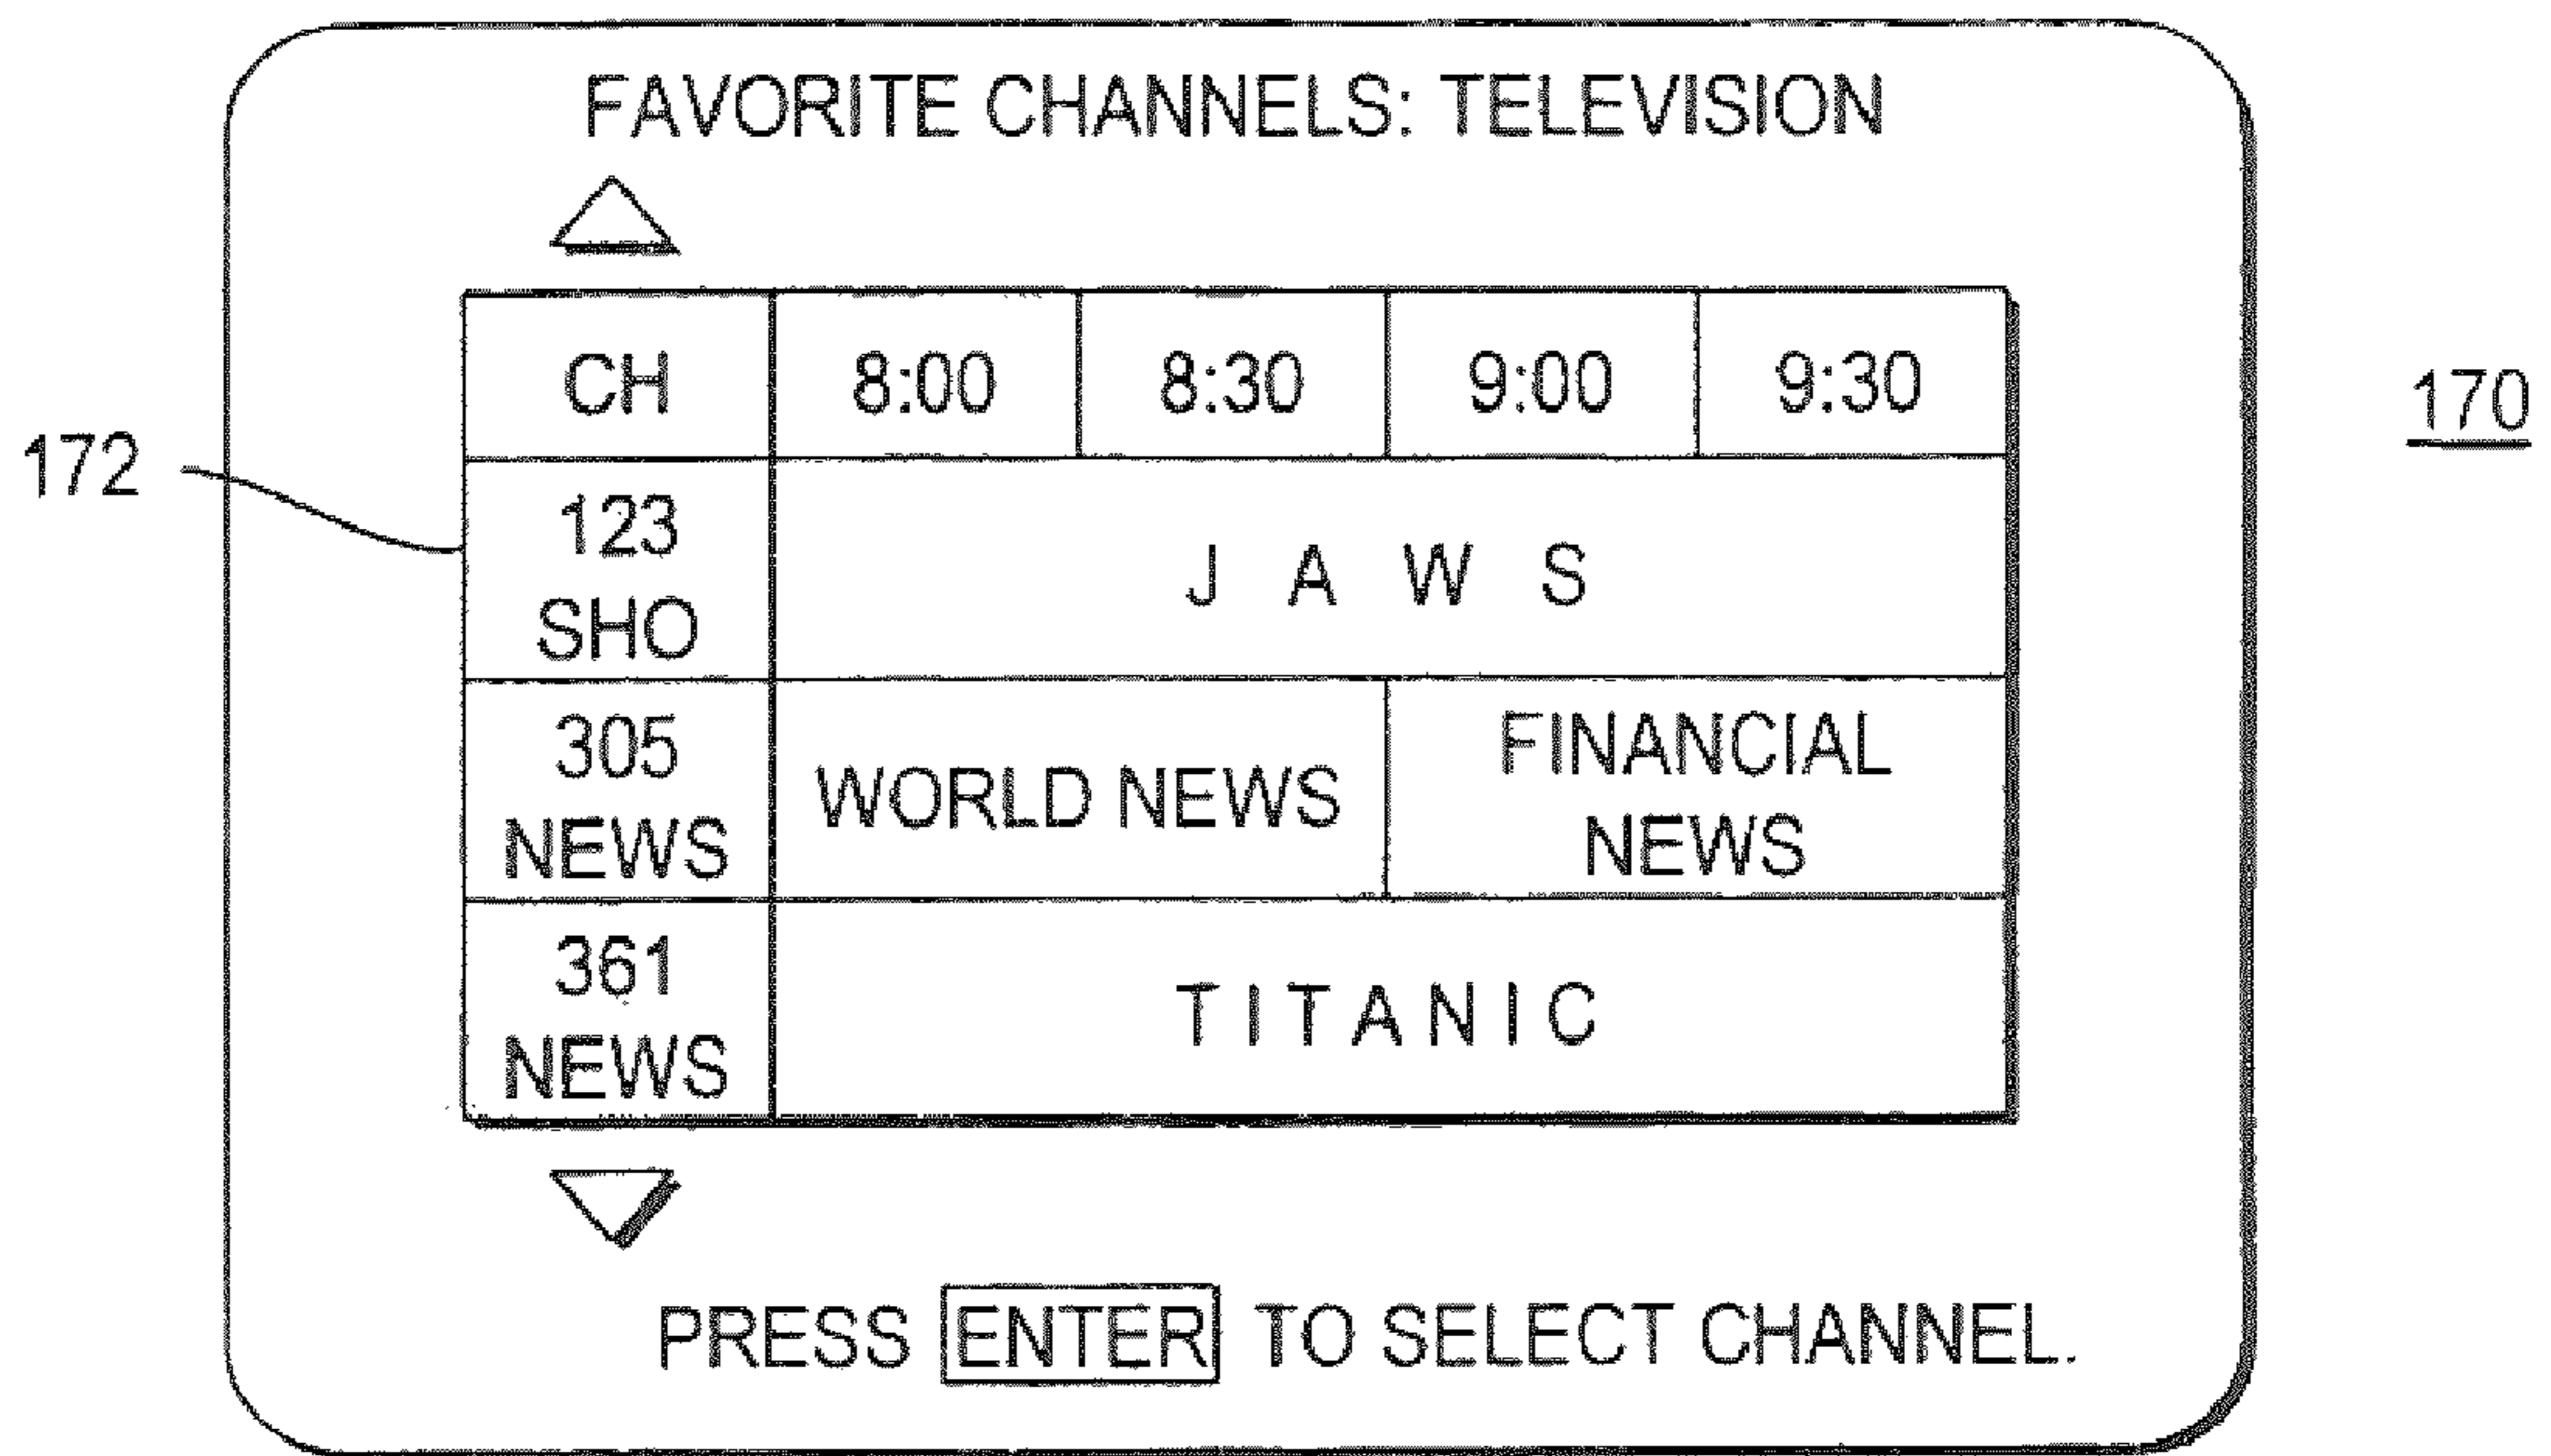 FAVORITE CHANNELS: TELEVISION
CH 8:00 8:30 9:00 9:30
170
172
123
SHO
J A W S
305
NEWS
WORLD NEWS
FINANCIAL
NEWS
361
NEWS
T I T A N I C
PRESS ENTER TO SELECT CHANNEL.